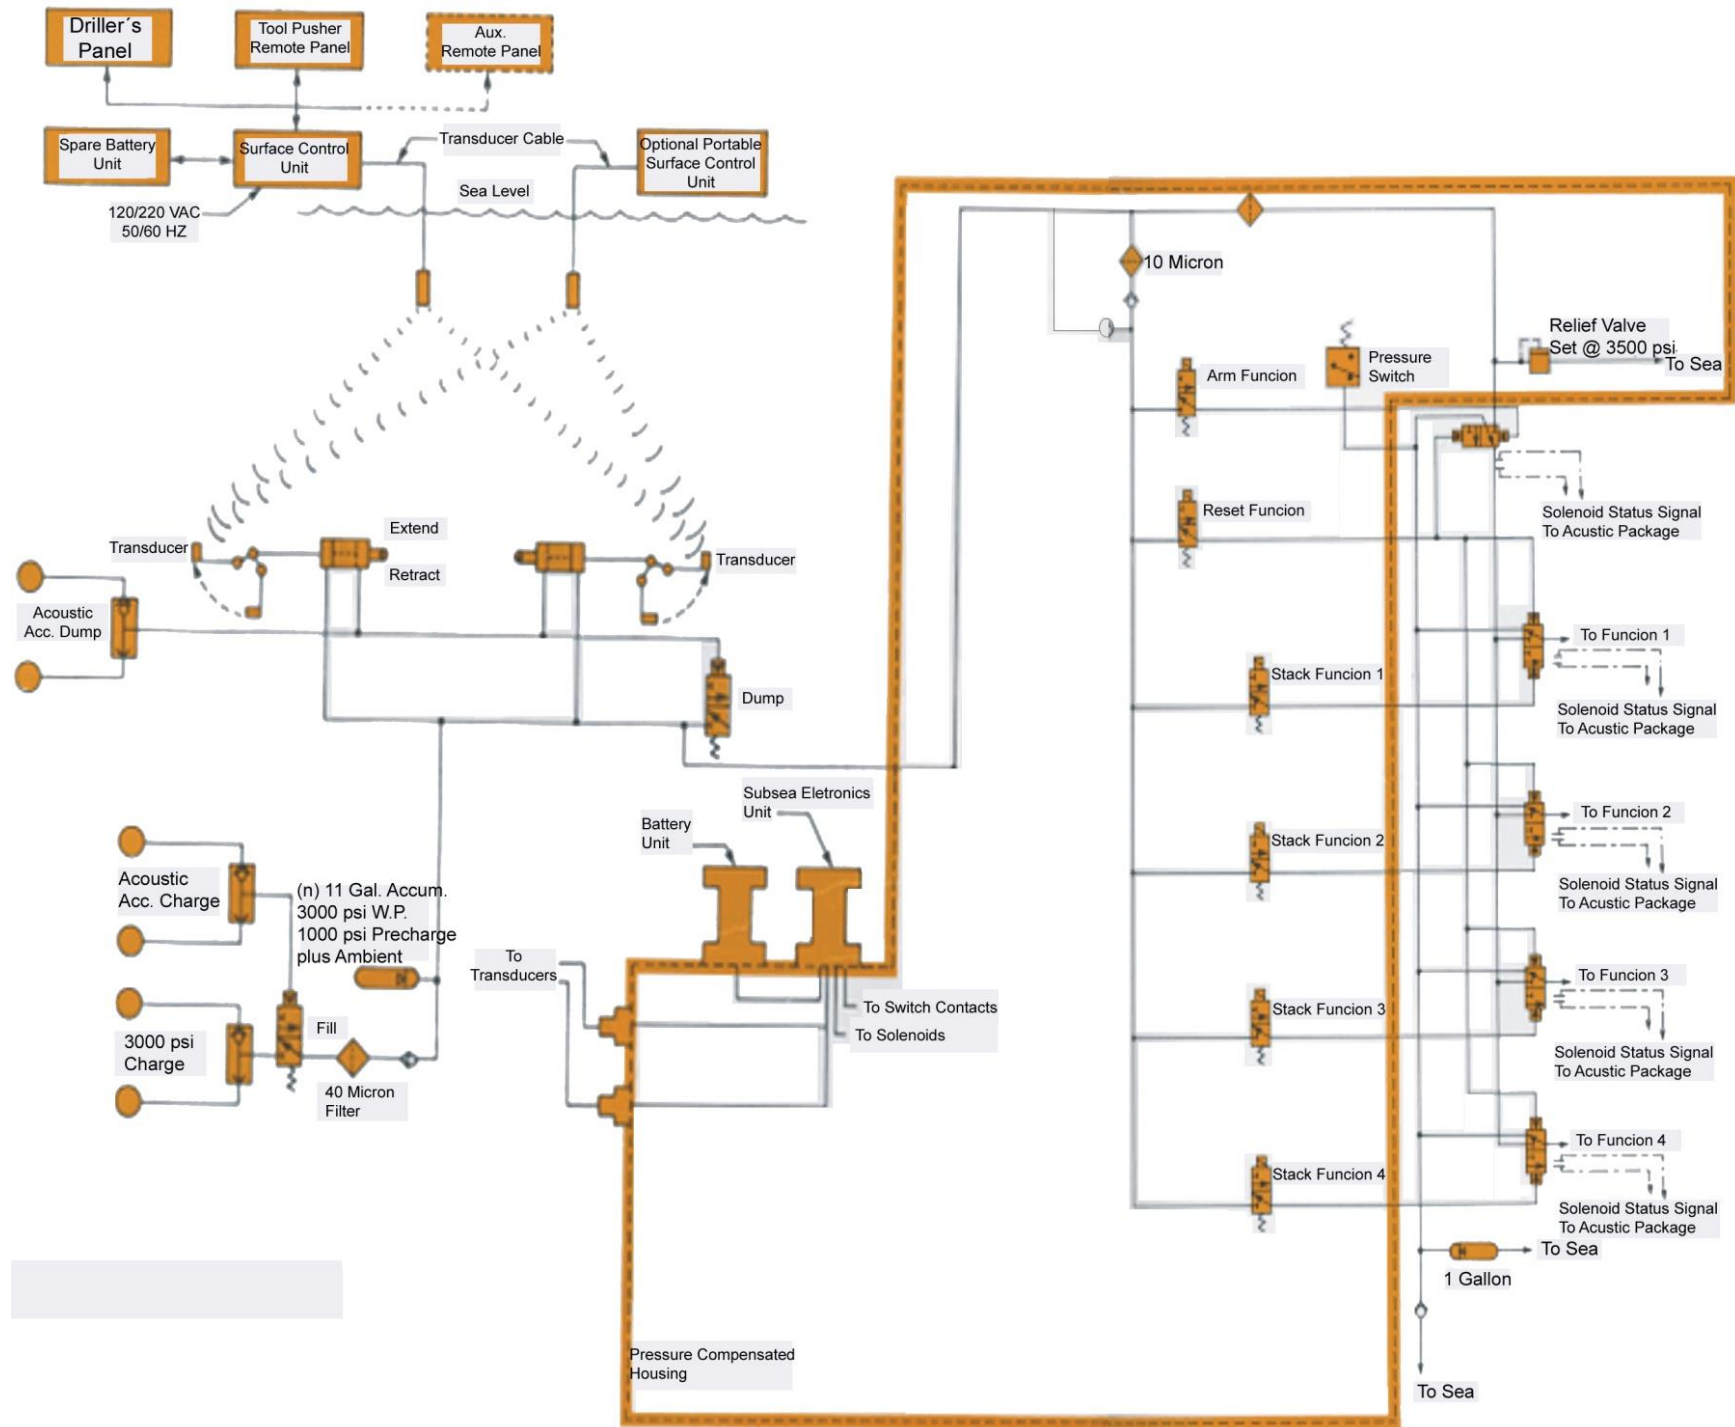 Driller´s
Panel
Tool Pusher
Remote Panel
Aux.
Remote Panel
Spare Battery
Unit
Surface Control
Unit
Transducer Cable
Optional Portable
Surface Control
Unit
Sea Level
120/220 VAC
50/60 HZ
10 Micron
Relief Valve
Set @ 3500 psi
To Sea
Pressure
Switch
Arm Funcion
Reset Funcion
Solenoid Status Signal
To Acustic Package
Transducer
Extend
Retract
Transducer
Acoustic
Acc. Dump
Dump
To Funcion 1
Stack Funcion 1
Solenoid Status Signal
To Acustic Package
Subsea Eletronics
Unit
Battery
Unit
To Funcion 2
Stack Funcion 2
Solenoid Status Signal
To Acustic Package
Acoustic
Acc. Charge
(n) 11 Gal. Accum.
3000 psi W.P.
1000 psi Precharge
plus Ambient
To
Transducers
To Switch Contacts
To Solenoids
To Funcion 3
Stack Funcion 3
Solenoid Status Signal
To Acustic Package
3000 psi
Charge
Fill
40 Micron
Filter
To Funcion 4
Stack Funcion 4
Solenoid Status Signal
To Acustic Package
To Sea
1 Gallon
Pressure Compensated
Housing
To Sea